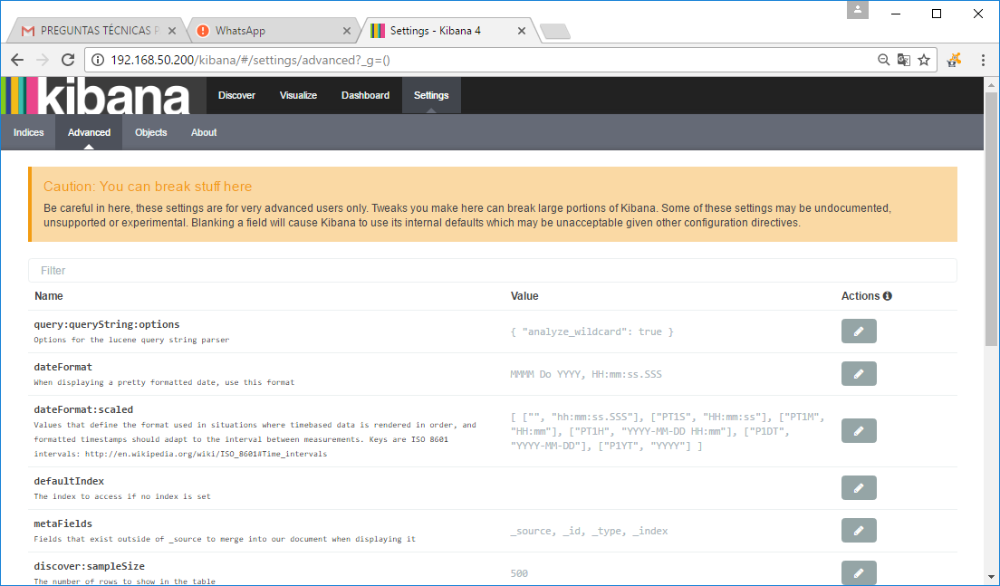 PREGUNTAS TÉCNICAS
WhatsApp
Settings - Kibana 4
192.168.50.200/kibana/#/settings/advanced?_g=()
kibana
Discover
Visualize
Dashboard
Settings
Indices
Advanced
Objects
About
Caution: You can break stuff here
Be careful in here, these settings are for very advanced users only. Tweaks you make here can break large portions of Kibana. Some of these settings may be undocumented,
unsupported or experimental. Blanking a field will cause Kibana to use its internal defaults which may be unacceptable given other configuration directives.
Filter
Name Value Actions
query:queryString:options
Options for the lucene query string parser
{ "analyze_wildcard": true }
dateFormat
When displaying a pretty formatted date, use this format
MMMM Do YYYY, HH:mm:ss.SSS
dateFormat:scaled
Values that define the format used in situations where timebased data is rendered in order, and
formatted timestamps should adapt to the interval between measurements. Keys are ISO 8601
intervals: http://en.wikipedia.org/wiki/ISO_8601#Time_intervals
[ ["", "hh:mm:ss.SSS"], ["PT1S", "HH:mm:ss"], ["PT1M",
"HH:mm"], ["PT1H", "YYYY-MM-DD HH:mm"], ["P1DT",
"YYYY-MM-DD"], ["P1YT", "YYYY"] ]
defaultIndex
The index to access if no index is set
metaFields
Fields that exist outside of _source to merge into our document when displaying it
_source, _id, _type, _index
discover:sampleSize
The number of rows to show in the table
500